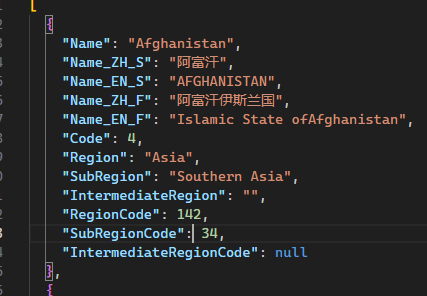 [
{
"Name": "Afghanistan",
"Name_ZH_S": "阿富汗",
"Name_EN_S": "AFGHANISTAN",
"Name_ZH_F": "阿富汗伊斯兰国",
"Name_EN_F": "Islamic State ofAfghanistan",
"Code": 4,
"Region": "Asia",
"SubRegion": "Southern Asia",
"IntermediateRegion": "",
"RegionCode": 142,
"SubRegionCode": 34,
"IntermediateRegionCode": null
},
{